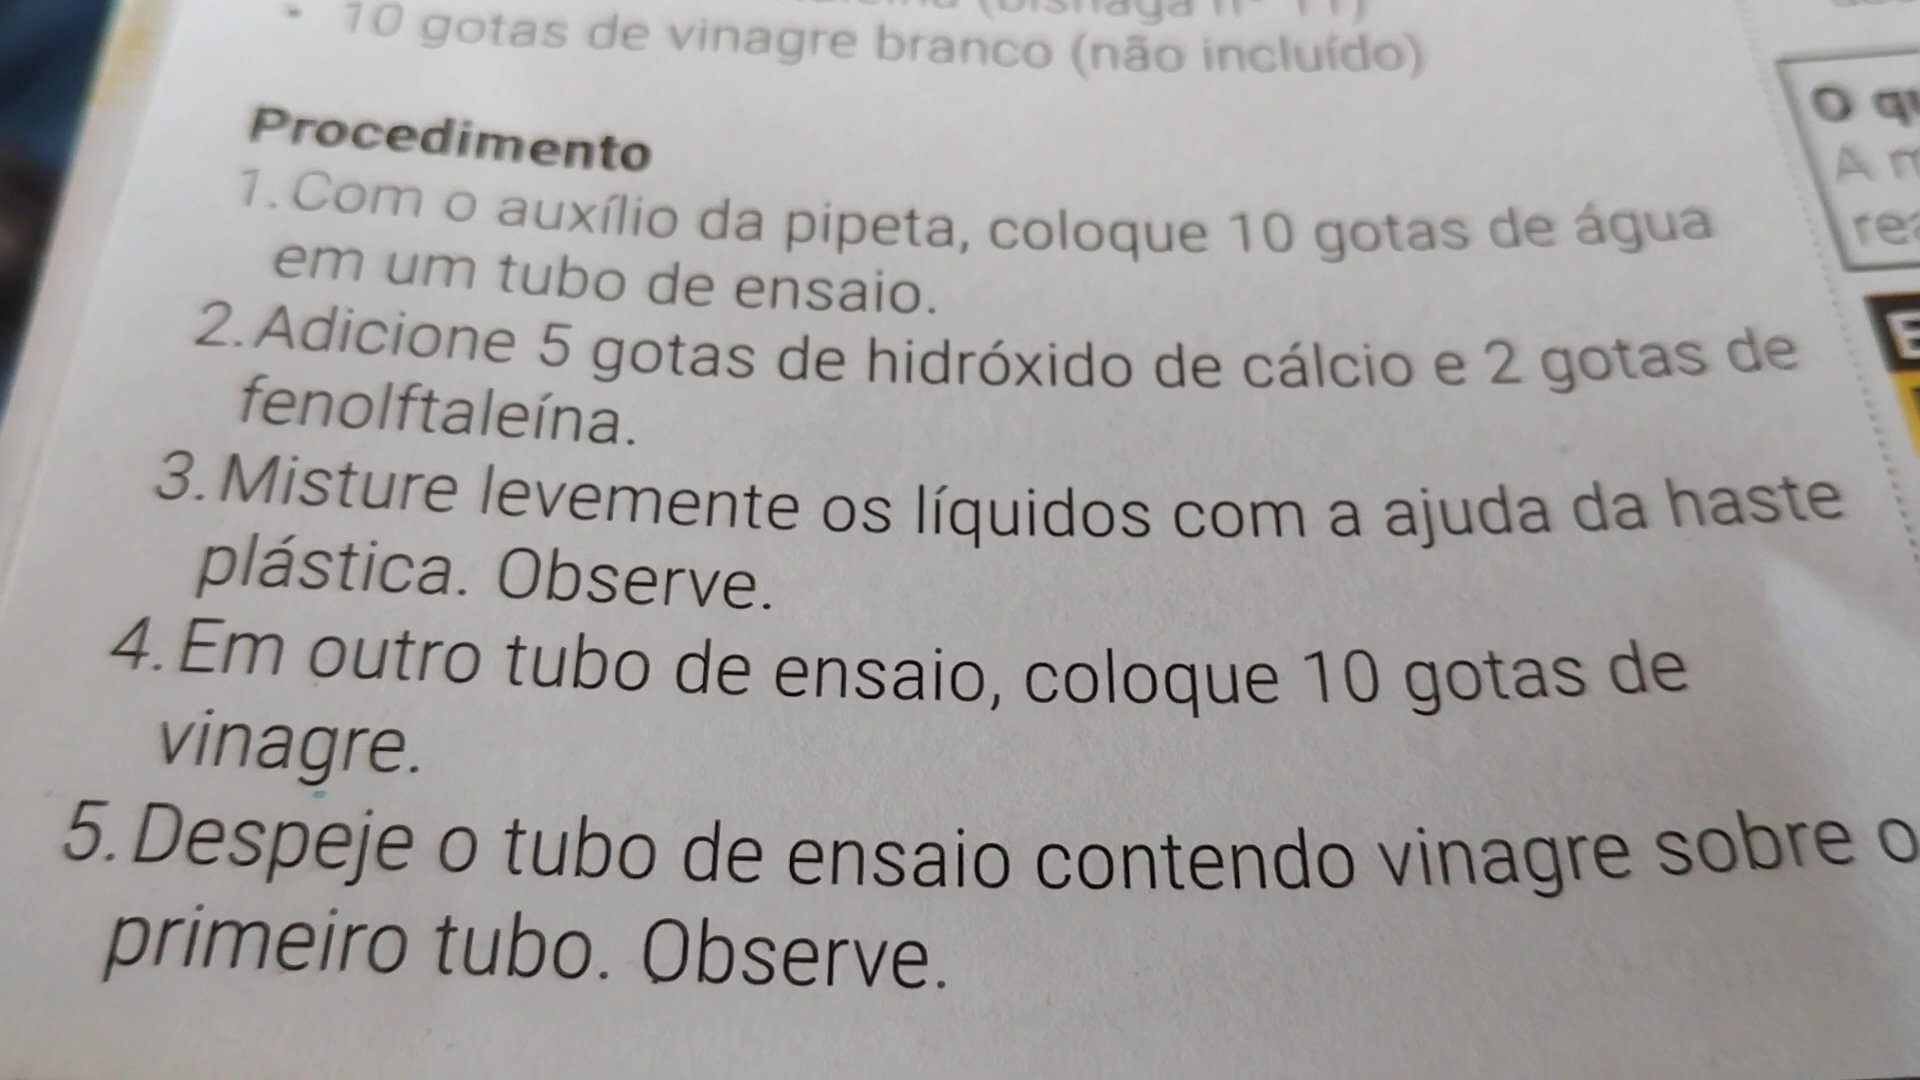 10 gotas de vinagre branco (não incluído)
Procedimento
1. Com o auxílio da pipeta, coloque 10 gotas de água
em um tubo de ensaio.
2. Adicione 5 gotas de hidróxido de cálcio e 2 gotas de
fenolftaleína.
3. Misture levemente os líquidos com a ajuda da haste
plástica. Observe.
4. Em outro tubo de ensaio, coloque 10 gotas de
vinagre.
5. Despeje o tubo de ensaio contendo vinagre sobre o
primeiro tubo. Observe.
O
A